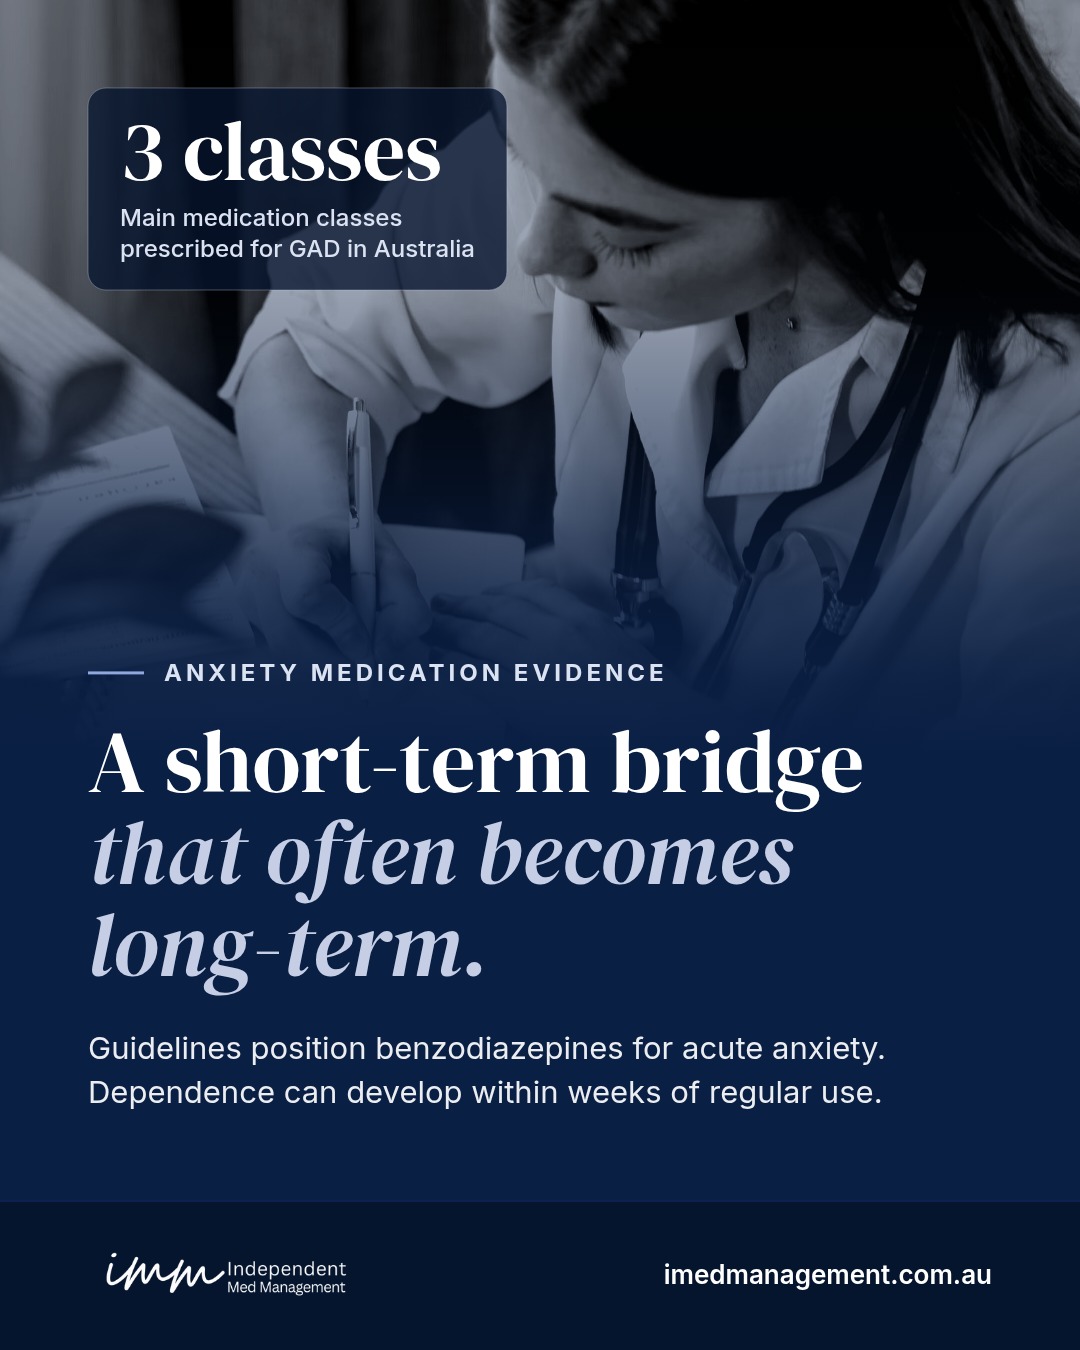 3 classes
Main medication classes
prescribed for GAD in Australia
ANXIETY MEDICATION EVIDENCE
A short-term bridge
that often becomes
long-term.
Guidelines position benzodiazepines for acute anxiety.
Dependence can develop within weeks of regular use.
imm Independent
Med Management
imedmanagement.com.au